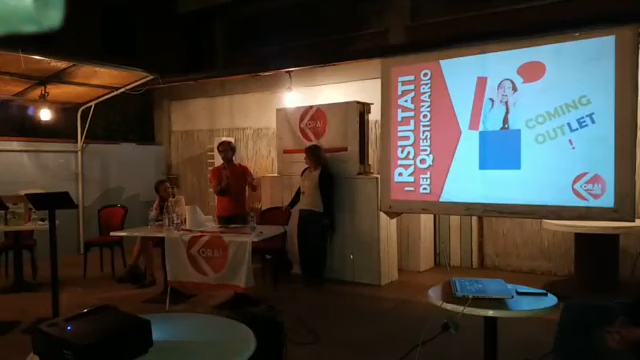 I RISULTATI
DEL QUESTIONARIO
COMING
OUTLET
!
ORA!
ORA!
ORA!